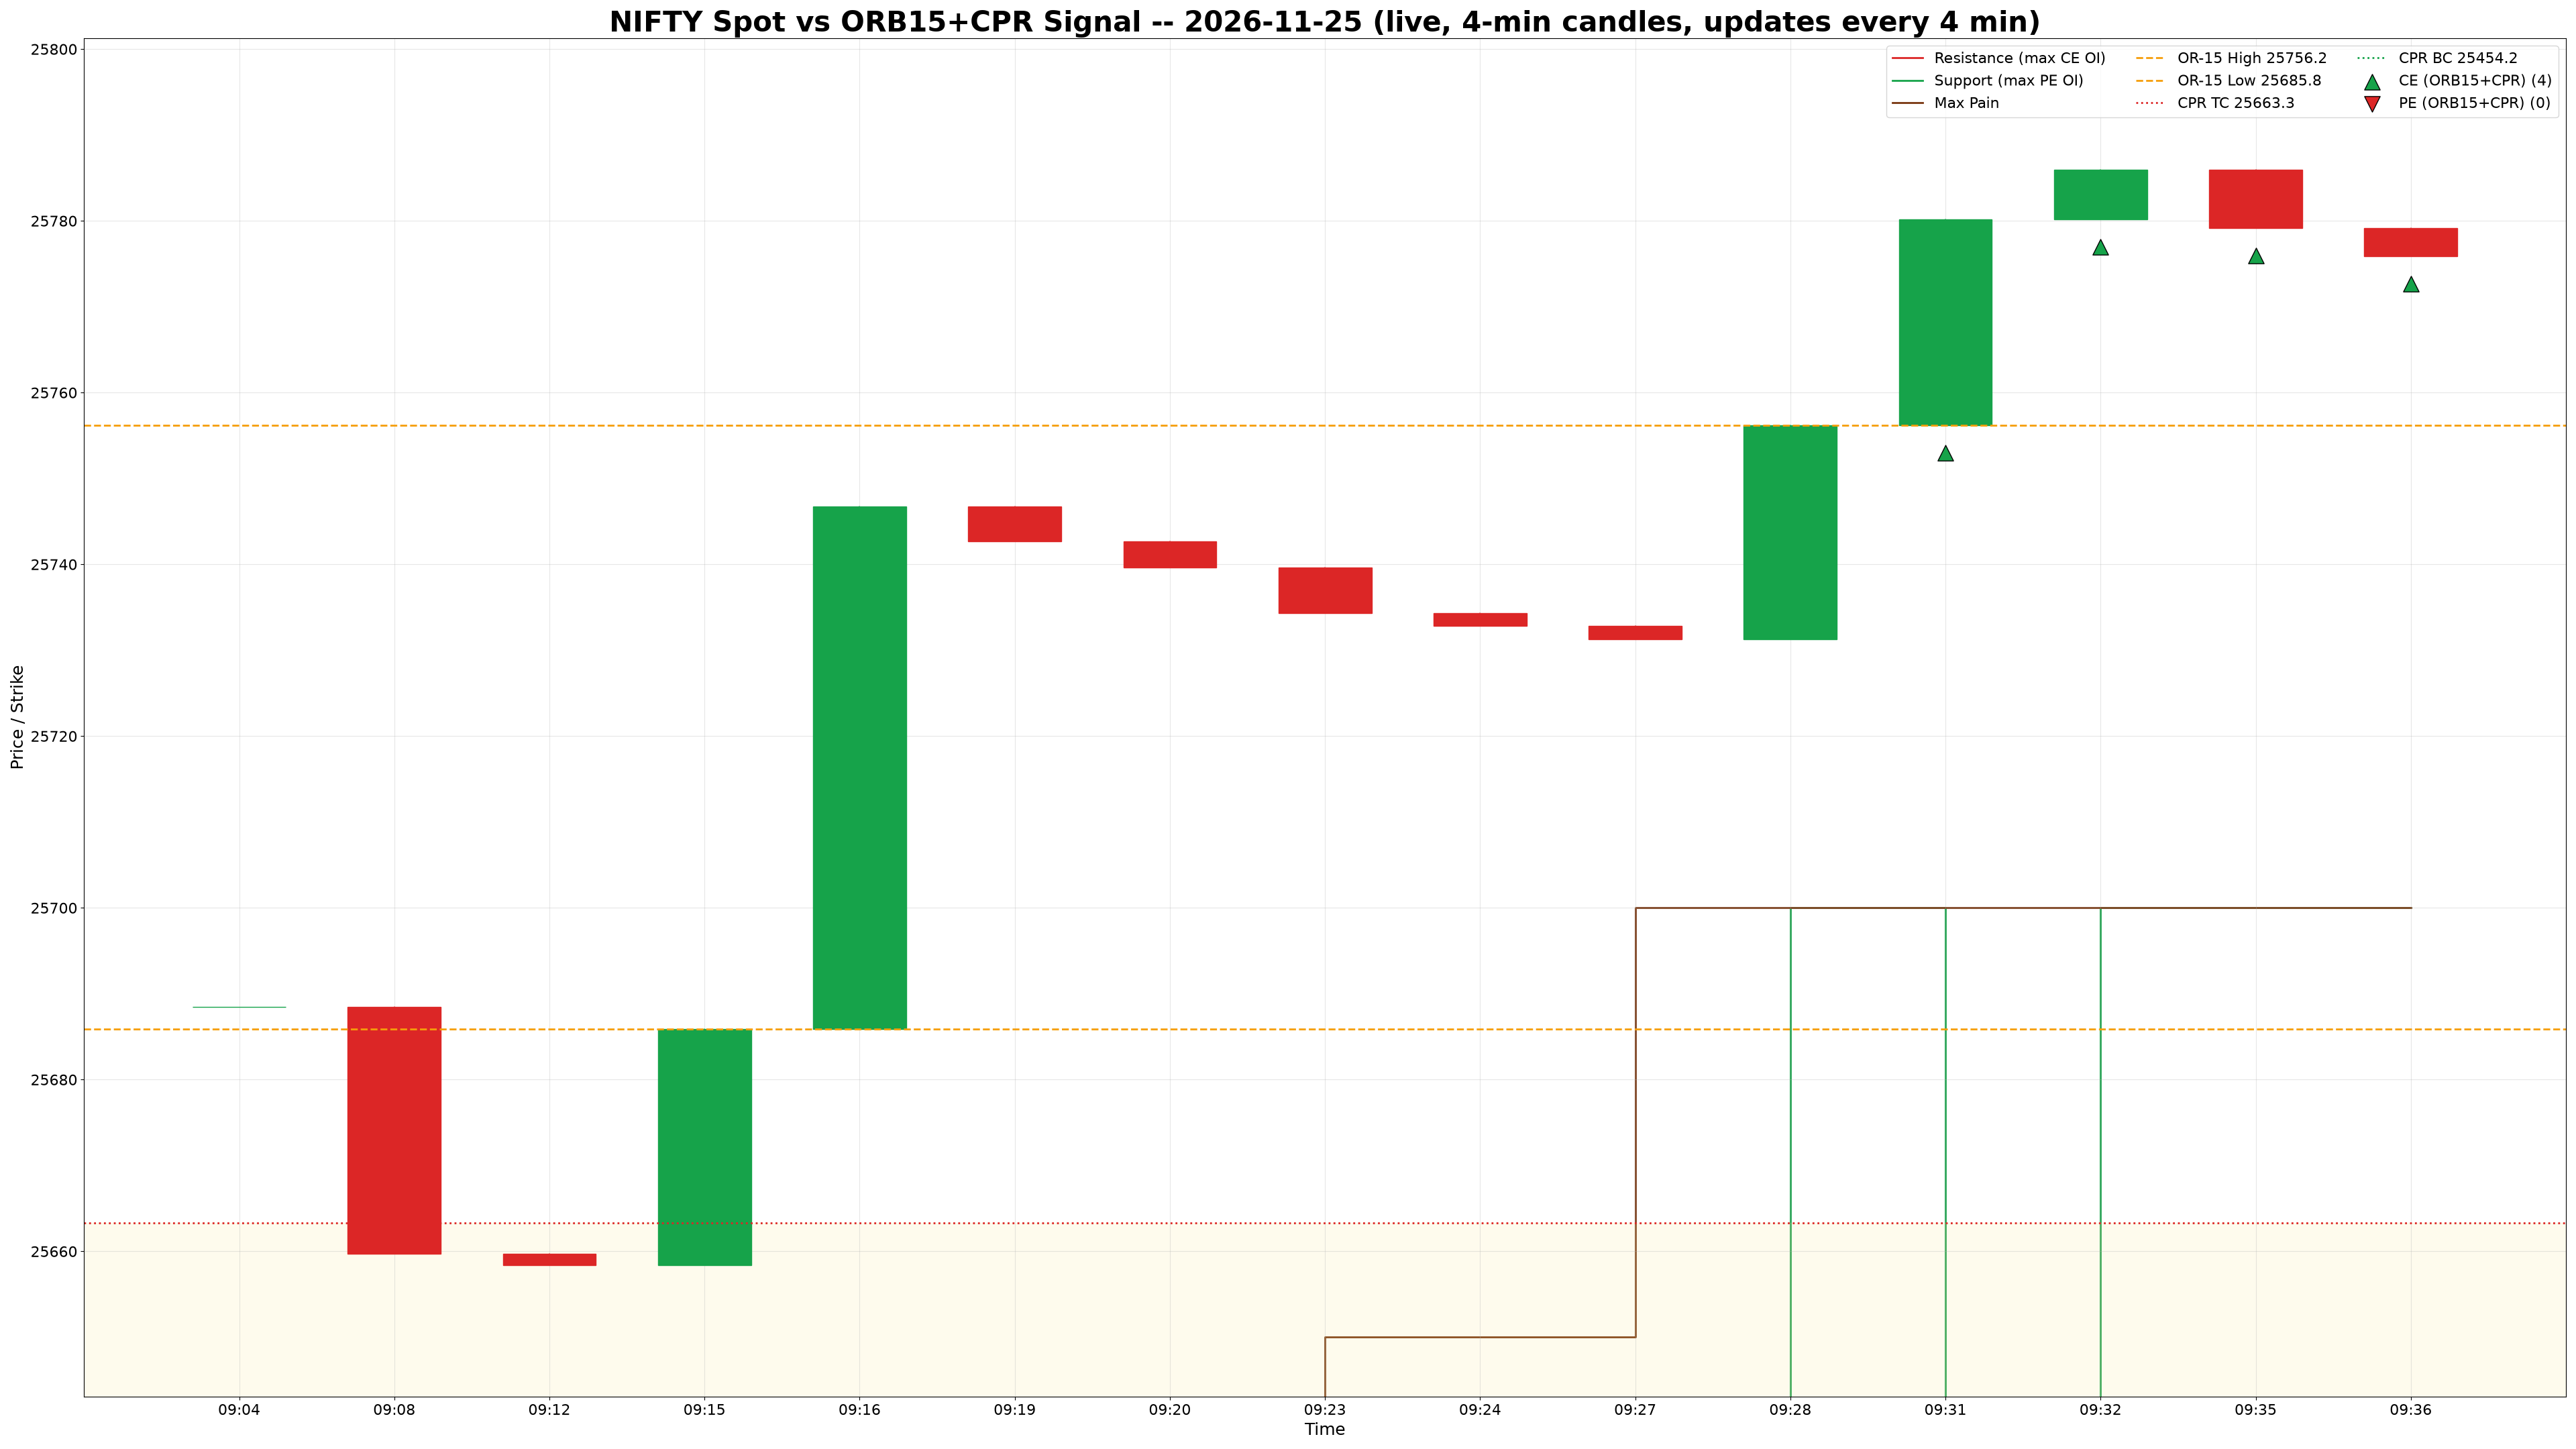 NIFTY Spot vs ORB15+CPR Signal -- 2026-11-25 (live, 4-min candles, updates every 4 min)
Resistance (max CE OI)
Support (max PE OI)
Max Pain
OR-15 High 25756.2
OR-15 Low 25685.8
CPR TC 25663.3
CPR BC 25454.2
CE (ORB15+CPR) (4)
PE (ORB15+CPR) (0)
Price / Strike
25800
25780
25760
25740
25720
25700
25680
25660
09:04
09:08
09:12
09:15
09:16
09:19
09:20
09:23
09:24
09:27
09:28
09:31
09:32
09:35
09:36
Time